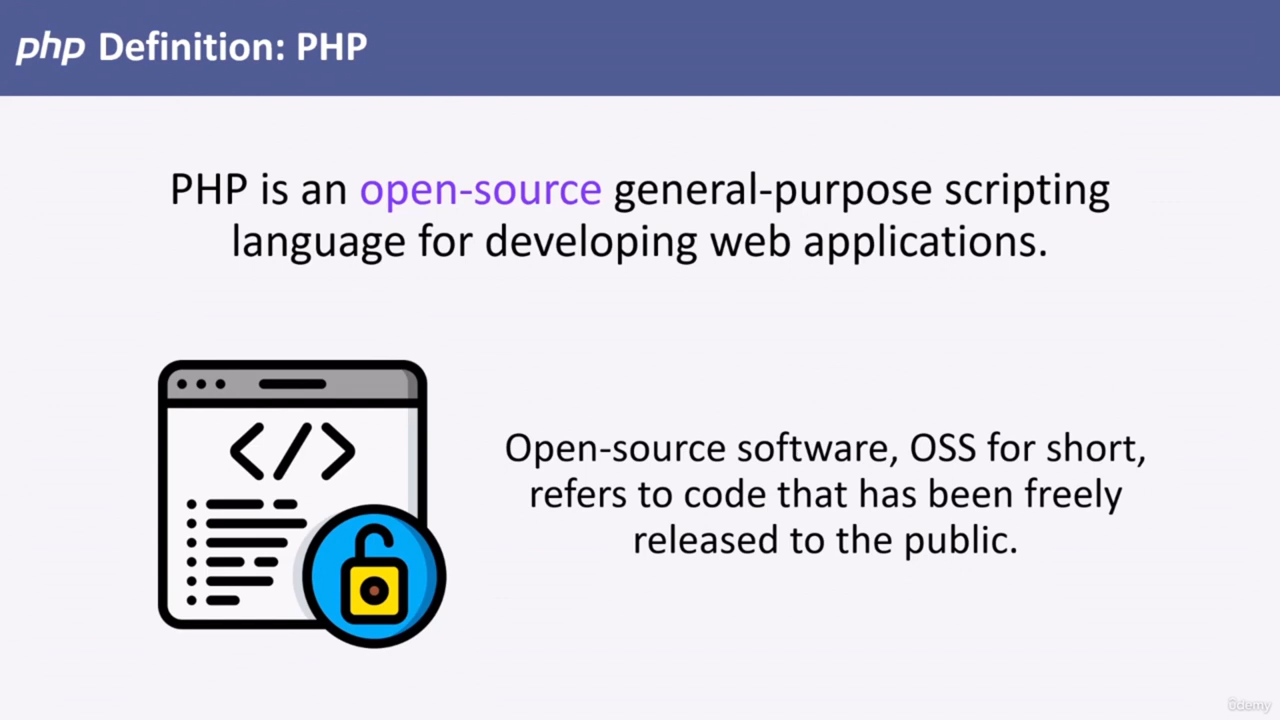 php Definition: PHP
PHP is an open-source general-purpose scripting
language for developing web applications.
</>
Open-source software, OSS for short,
refers to code that has been freely
released to the public.
ûdemy